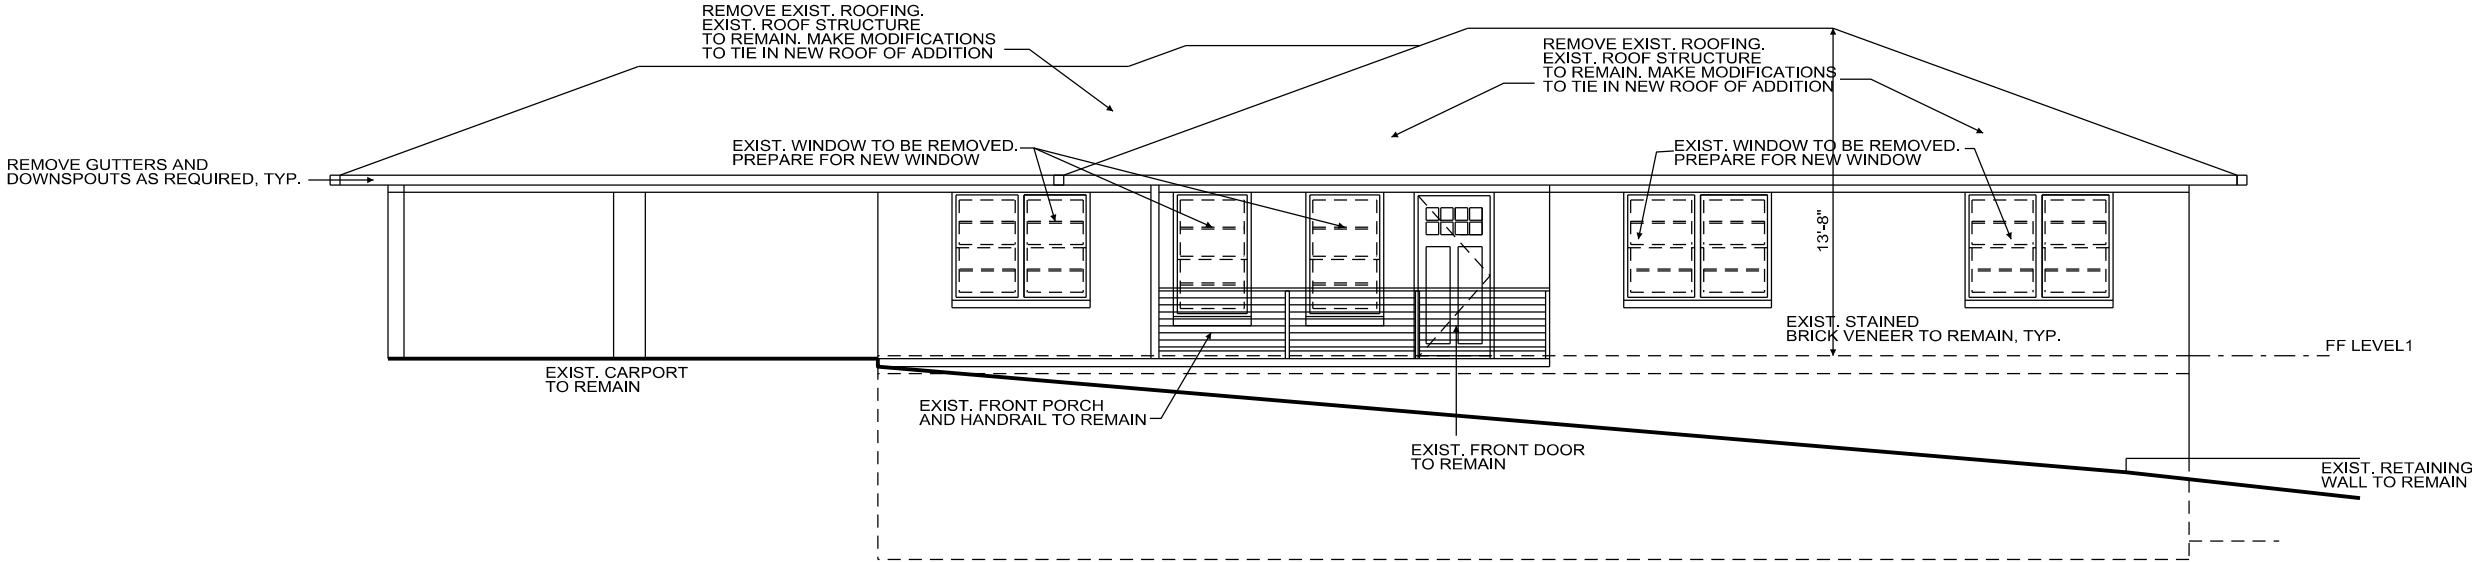 REMOVE EXIST. ROOFING.
EXIST. ROOF STRUCTURE
TO REMAIN. MAKE MODIFICATIONS
TO TIE IN NEW ROOF OF ADDITION
REMOVE EXIST. ROOFING.
EXIST. ROOF STRUCTURE
TO REMAIN. MAKE MODIFICATIONS
TO TIE IN NEW ROOF OF ADDITION
REMOVE GUTTERS AND
DOWNSPOUTS AS REQUIRED, TYP.
EXIST. WINDOW TO BE REMOVED.
PREPARE FOR NEW WINDOW
EXIST. WINDOW TO BE REMOVED.
PREPARE FOR NEW WINDOW
13'-8"
EXIST. STAINED
BRICK VENEER TO REMAIN, TYP.
FF LEVEL1
EXIST. CARPORT
TO REMAIN
EXIST. FRONT PORCH
AND HANDRAIL TO REMAIN
EXIST. FRONT DOOR
TO REMAIN
EXIST. RETAINING
WALL TO REMAIN